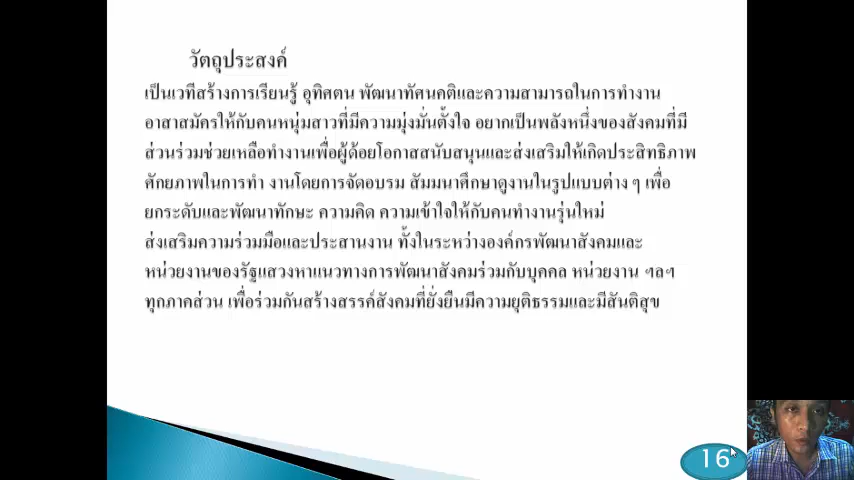 วัตถุประสงค์
เป็นเวทีสร้างการเรียนรู้ อุทิศตน พัฒนาทัศนคติและความสามารถในการทำงาน
อาสาสมัครให้กับคนหนุ่มสาวที่มีความมุ่งมั่นตั้งใจ อยากเป็นพลังหนึ่งของสังคมที่มี
ส่วนร่วมช่วยเหลือทำงานเพื่อผู้ด้อยโอกาสสนับสนุนและส่งเสริมให้เกิดประสิทธิภาพ
ศักยภาพในการทำ งานโดยการจัดอบรม สัมมนาศึกษาดูงานในรูปแบบต่าง ๆ เพื่อ
ยกระดับและพัฒนาทักษะ ความคิด ความเข้าใจให้กับคนทำงานรุ่นใหม่
ส่งเสริมความร่วมมือและประสานงาน ทั้งในระหว่างองค์กรพัฒนาสังคมและ
หน่วยงานของรัฐแสวงหาแนวทางการพัฒนาสังคมร่วมกับบุคคล หน่วยงาน ฯลฯ
ทุกภาคส่วน เพื่อร่วมกันสร้างสรรค์สังคมที่ยั่งยืนมีความยุติธรรมและมีสันติสุข
16